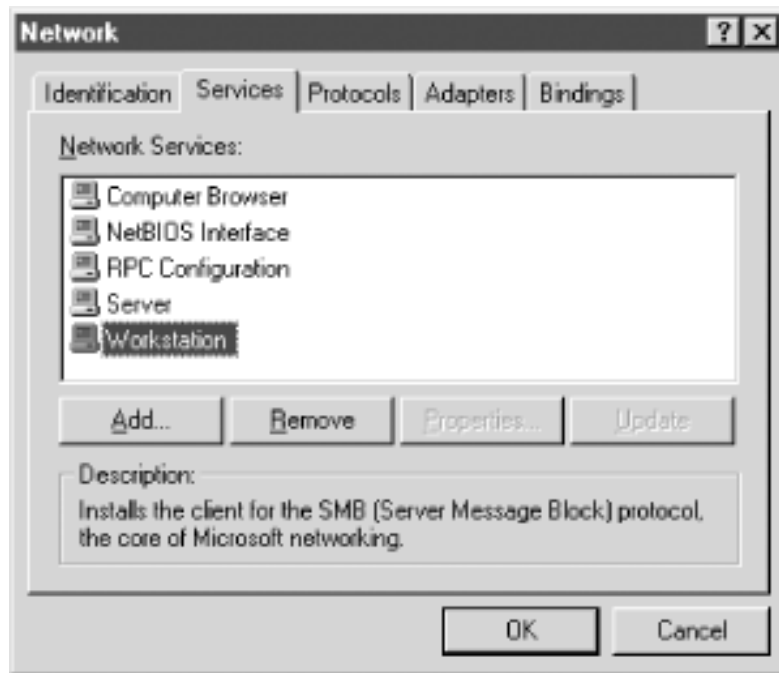 Network
Identification Services Protocols Adapters Bindings
Network Services:
Computer Browser
NetBIOS Interface
RPC Configuration
Server
Workstation
Add... Remove Properties... Update
Description:
Installs the client for the SMB (Server Message Block) protocol,
the core of Microsoft networking.
OK Cancel